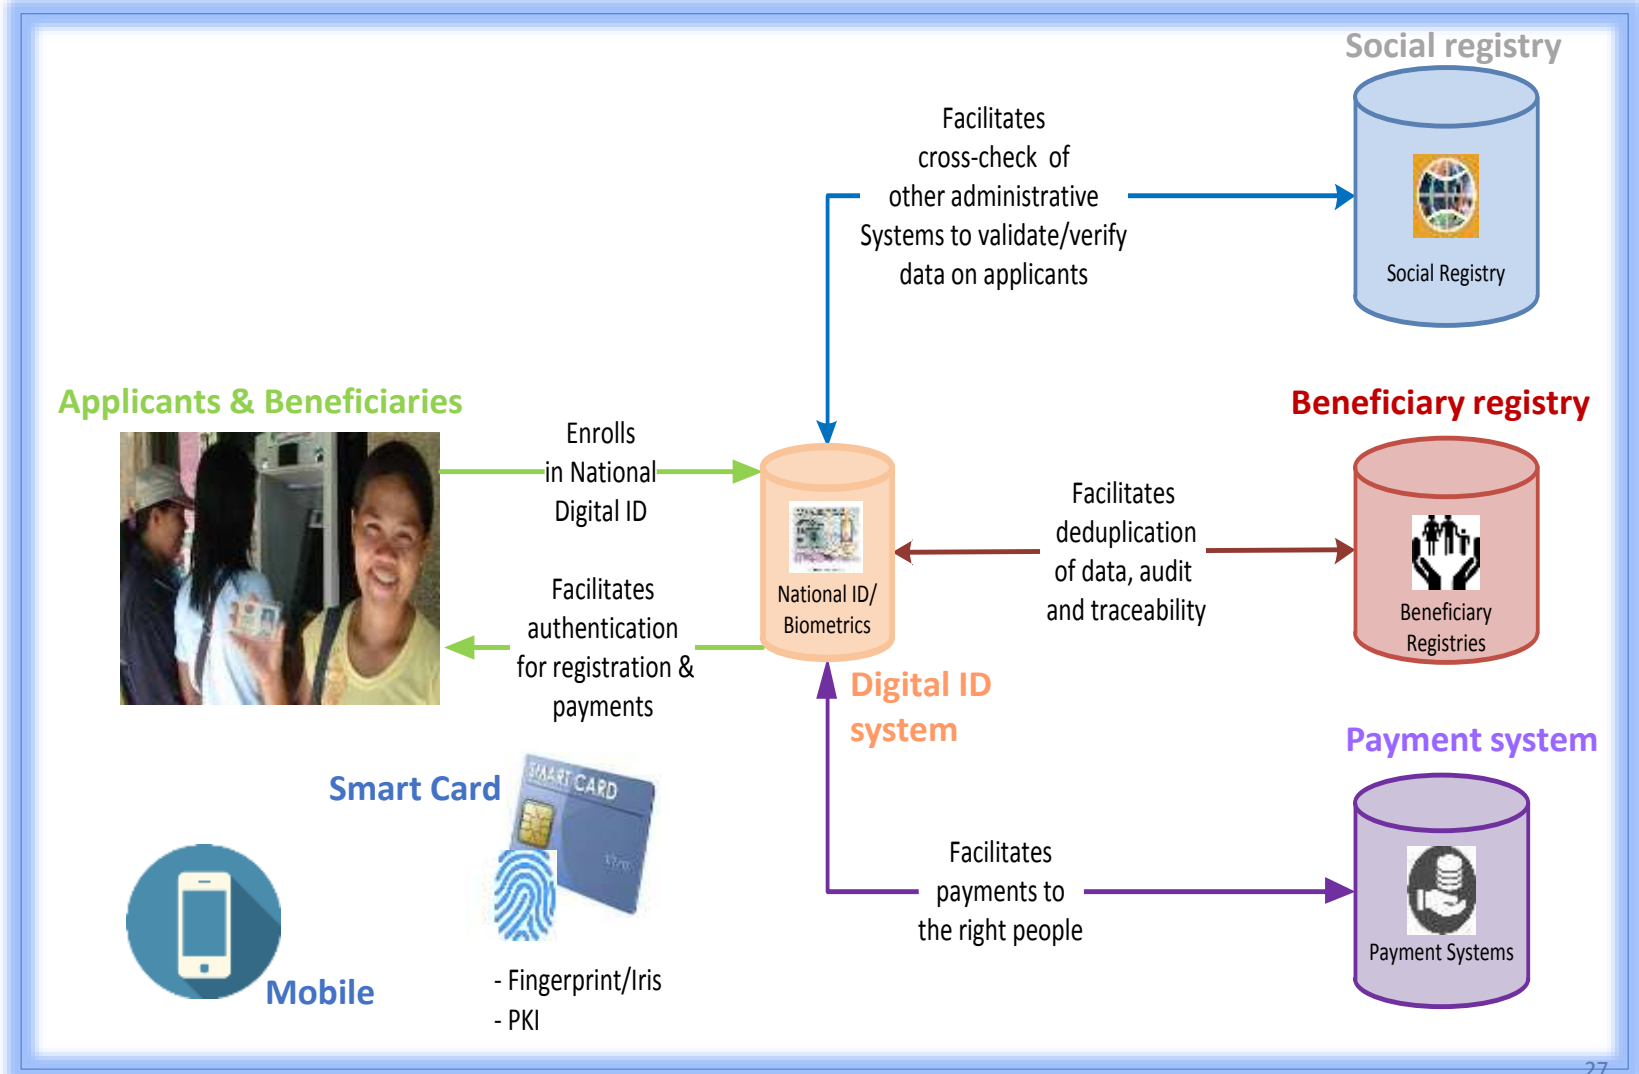 Social registry
Facilitates
cross-check of
other administrative
Systems to validate/verify
data on applicants
Social Registry
Applicants & Beneficiaries
Enrolls
in National
Digital ID
Facilitates
authentication
for registration &
payments
National ID/
Biometrics
Digital ID
system
Beneficiary registry
Facilitates
deduplication
of data, audit
and traceability
Beneficiary
Registries
Smart Card
SMART CARD
Mobile
- Fingerprint/Iris
- PKI
Payment system
Facilitates
payments to
the right people
Payment Systems
27